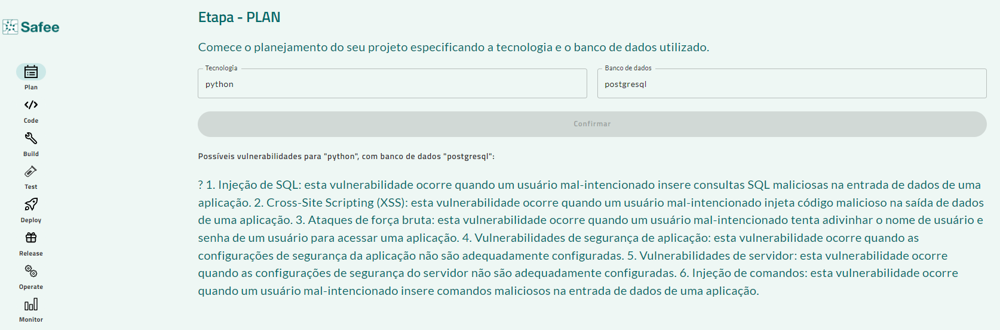 Safee
Plan
Code
Build
Test
Deploy
Release
Operate
Monitor
Etapa - PLAN
Comece o planejamento do seu projeto especificando a tecnologia e o banco de dados utilizado.
Tecnologia
python
Banco de dados
postgresql
Confirmar
Possíveis vulnerabilidades para "python", com banco de dados "postgresql":
? 1. Injeção de SQL: esta vulnerabilidade ocorre quando um usuário mal-intencionado insere consultas SQL maliciosas na entrada de dados de uma
aplicação. 2. Cross-Site Scripting (XSS): esta vulnerabilidade ocorre quando um usuário mal-intencionado injeta código malicioso na saída de dados
de uma aplicação. 3. Ataques de força bruta: esta vulnerabilidade ocorre quando um usuário mal-intencionado tenta adivinhar o nome de usuário e
senha de um usuário para acessar uma aplicação. 4. Vulnerabilidades de segurança de aplicação: esta vulnerabilidade ocorre quando as
configurações de segurança da aplicação não são adequadamente configuradas. 5. Vulnerabilidades de servidor: esta vulnerabilidade ocorre
quando as configurações de segurança do servidor não são adequadamente configuradas. 6. Injeção de comandos: esta vulnerabilidade ocorre
quando um usuário mal-intencionado insere comandos maliciosos na entrada de dados de uma aplicação.